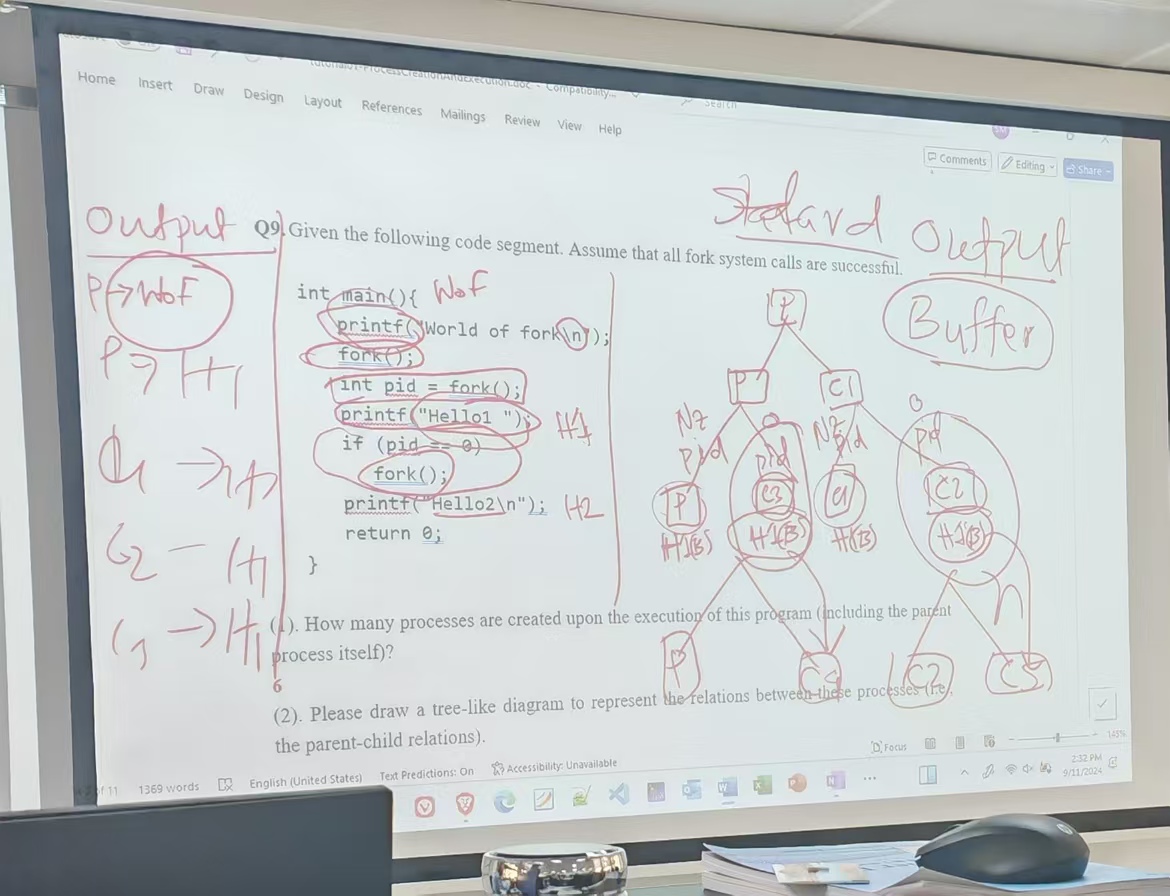 Tutorial01-ProcessCreationAndExecution.doc - Compatibility...
Search
Home Insert Draw Design Layout References Mailings Review View Help
Comments Editing Share
Standard Output
Buffer
Output
P→WoF
P→H1
C1→H1
C2 – H1
C3→H1
Q9 Given the following code segment. Assume that all fork system calls are successful.
int main(){ WoF
printf("World of fork\n");
fork();
int pid = fork();
printf("Hello1 "); H1
if (pid == 0)
fork();
printf("Hello2\n"); H2
return 0;
}
P
P C1
Nz pid 0 pid Nz pid 0 pid
P C3 C1 C2
H1(B) H1(B) H1(B) H1(B)
P C4 C2 C5
(1). How many processes are created upon the execution of this program (including the parent
process itself)?
6
(2). Please draw a tree-like diagram to represent the relations between these processes (i.e.
the parent-child relations).
of 11 1369 words English (United States) Text Predictions: On Accessibility: Unavailable Focus 143%
2:32 PM
9/11/2024